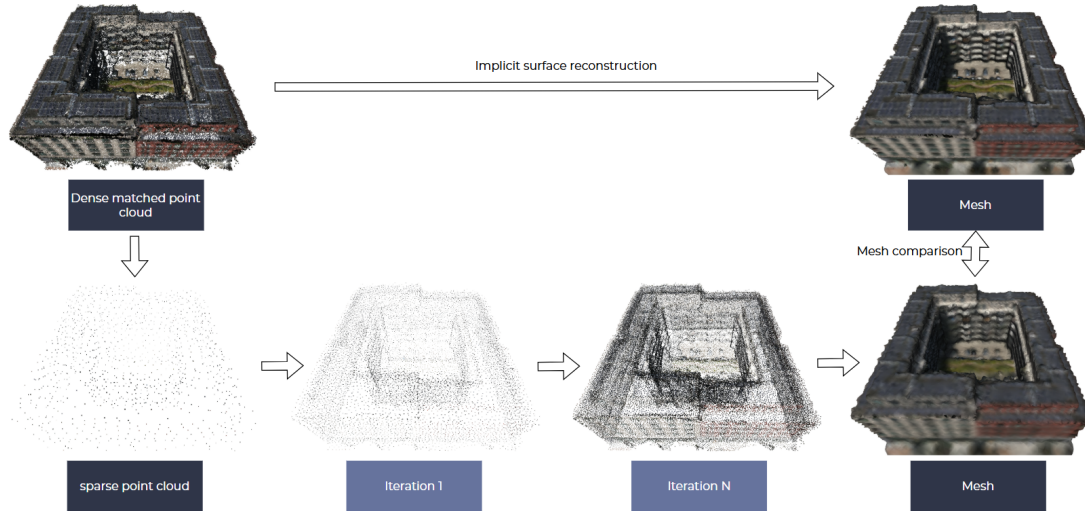 Implicit surface reconstruction
Dense matched point
cloud
Mesh
Mesh comparison
sparse point cloud
Iteration 1
Iteration N
Mesh